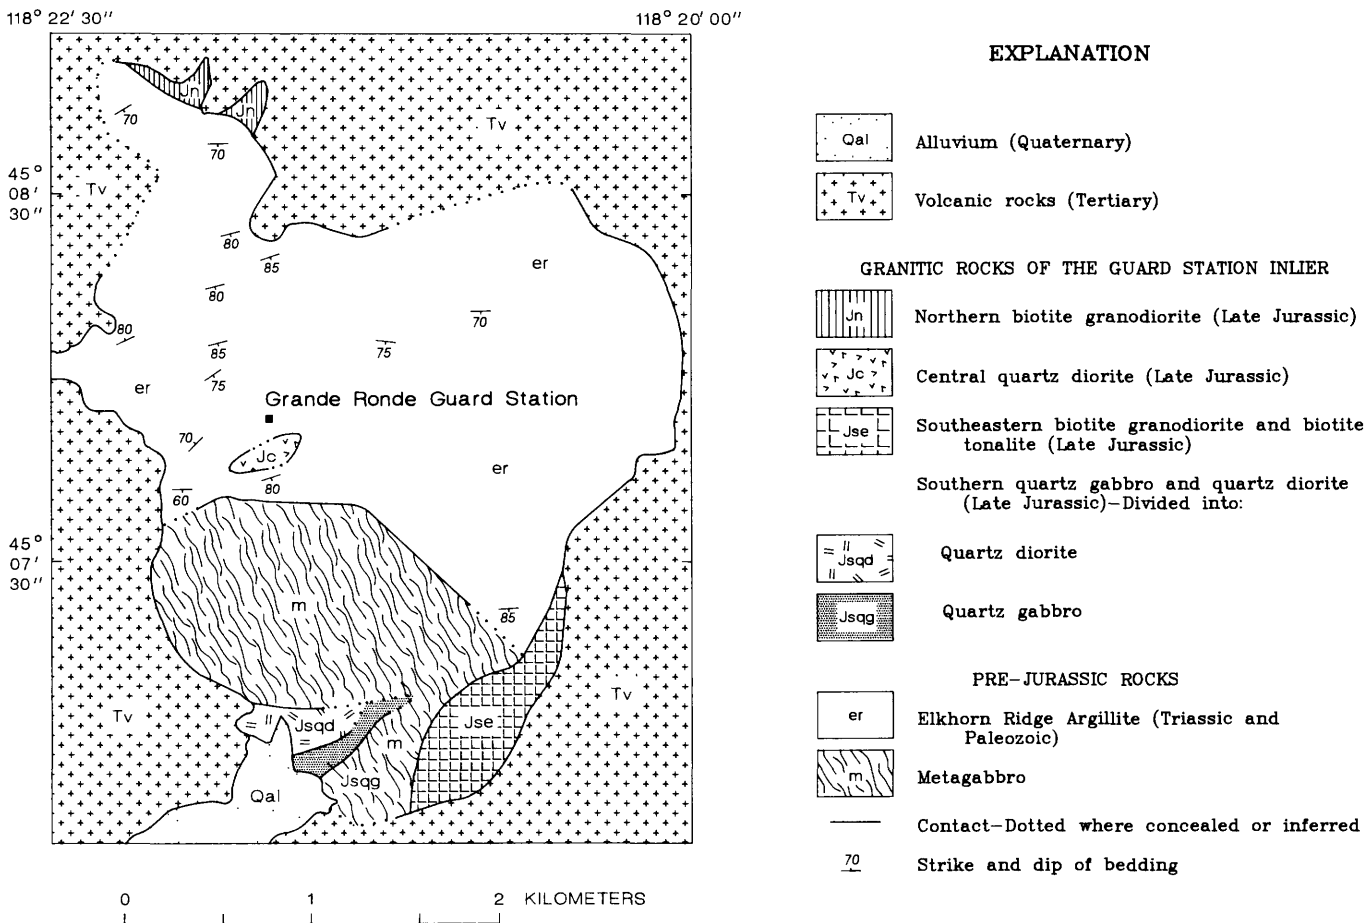 118° 22′ 30″
118° 20′ 00″
Jn
Jn
70
70
Tv
45°
08′
30″
Tv
80
85
er
80
70
80
85
75
er
75
Grande Ronde Guard Station
70
Jc
er
80
60
45°
07′
30″
m
85
Tv
Tv
Jsqd
Jse
m
Jsqg
Qal
0 1 2 KILOMETERS
EXPLANATION
Qal Alluvium (Quaternary)
Tv Volcanic rocks (Tertiary)
GRANITIC ROCKS OF THE GUARD STATION INLIER
Jn Northern biotite granodiorite (Late Jurassic)
Jc Central quartz diorite (Late Jurassic)
Jse Southeastern biotite granodiorite and biotite
tonalite (Late Jurassic)
Southern quartz gabbro and quartz diorite
(Late Jurassic)—Divided into:
Jsqd Quartz diorite
Jsqg Quartz gabbro
PRE-JURASSIC ROCKS
er Elkhorn Ridge Argillite (Triassic and
Paleozoic)
m Metagabbro
Contact—Dotted where concealed or inferred
70 Strike and dip of bedding